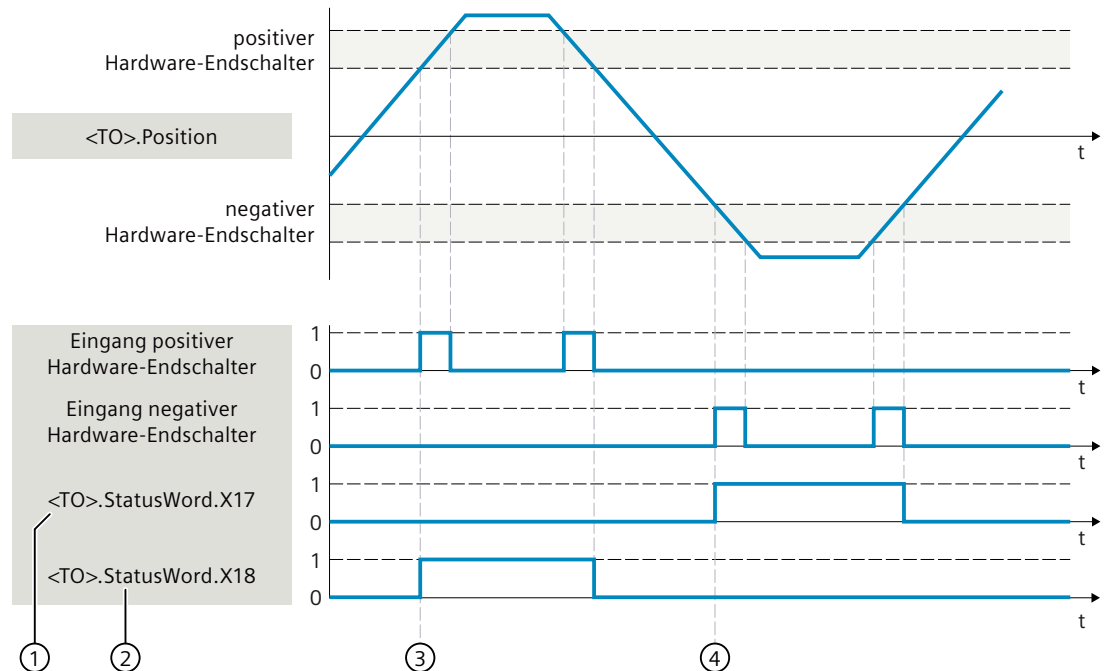 positiver
Hardware-Endschalter
<TO>.Position
t
negativer
Hardware-Endschalter
Eingang positiver
Hardware-Endschalter
1
0
t
Eingang negativer
Hardware-Endschalter
1
0
t
<TO>.StatusWord.X17
1
0
t
<TO>.StatusWord.X18
1
0
t
1 2 3 4